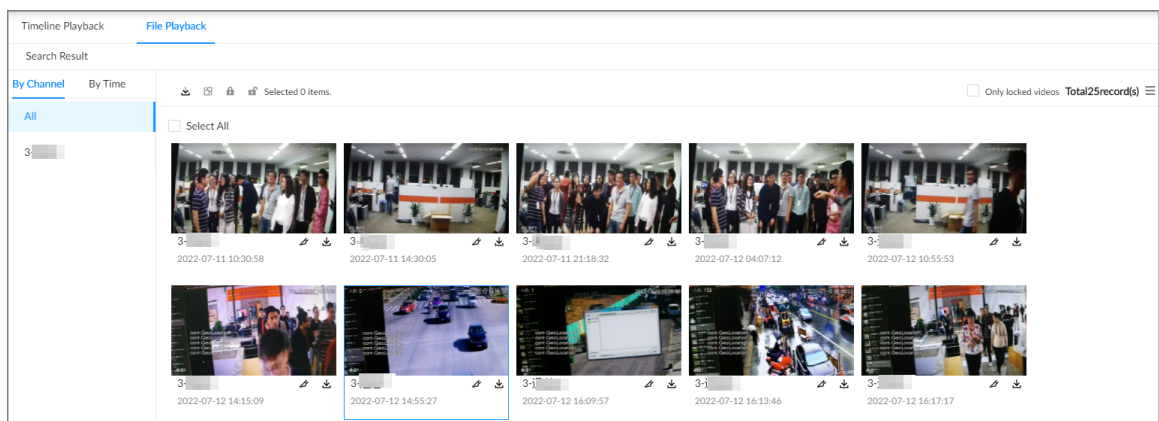 Timeline Playback File Playback
Search Result
By Channel By Time
Selected 0 items.
Only locked videos Total25record(s)
All
Select All
3-
3- 3- 3- 3- 3-
2022-07-11 10:30:58 2022-07-11 14:30:05 2022-07-11 21:18:32 2022-07-12 04:07:12 2022-07-12 10:55:53
3- 3- 3- 3- 3-
2022-07-12 14:15:09 2022-07-12 14:55:27 2022-07-12 16:09:57 2022-07-12 16:13:46 2022-07-12 16:17:17